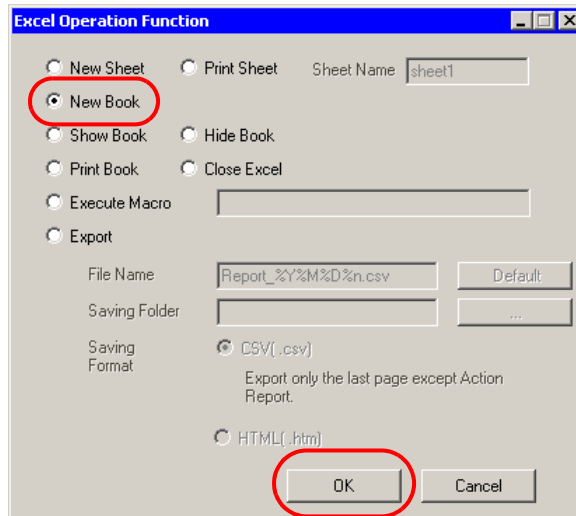 Excel Operation Function
New Sheet Print Sheet Sheet Name sheet1
New Book
Show Book Hide Book
Print Book Close Excel
Execute Macro
Export
File Name Report_%Y%M%D%n.csv Default
Saving Folder ...
Saving
Format
CSV(.csv)
Export only the last page except Action
Report.
HTML(.htm)
OK Cancel